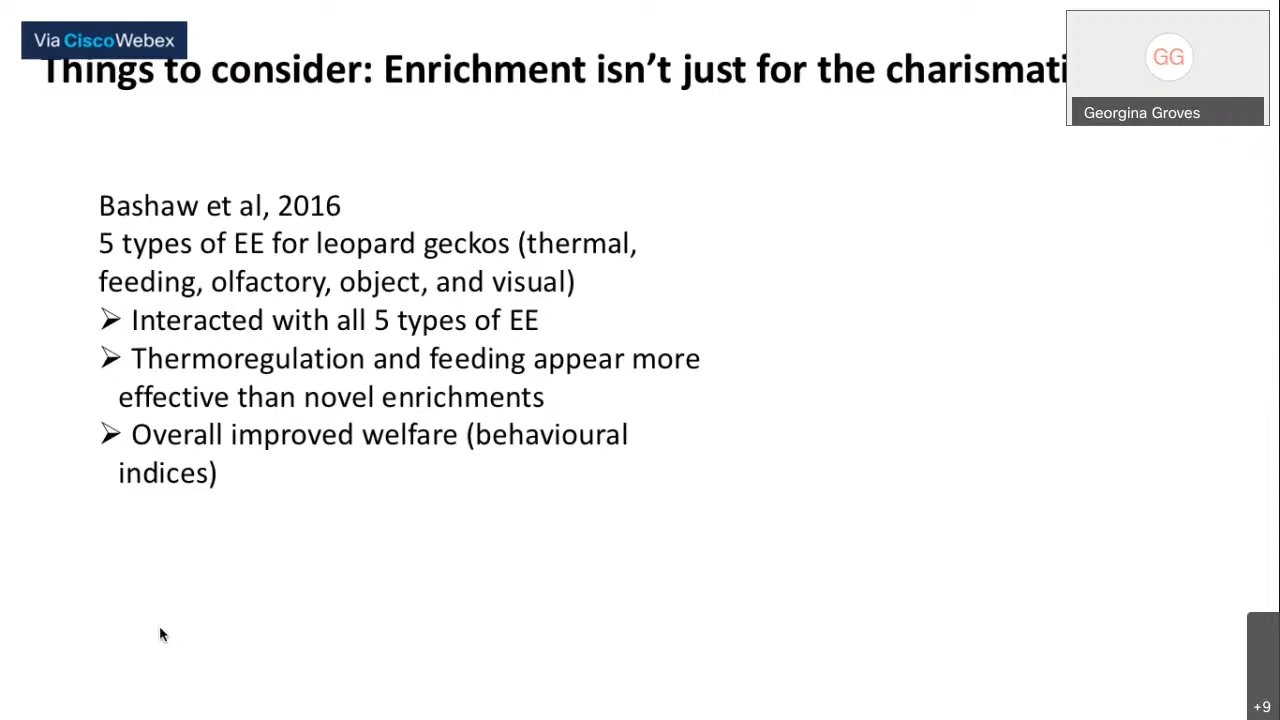 Via CiscoWebex
Things to consider: Enrichment isn’t just for the charismati
GG
Georgina Groves
Bashaw et al, 2016
5 types of EE for leopard geckos (thermal,
feeding, olfactory, object, and visual)
➢ Interacted with all 5 types of EE
➢ Thermoregulation and feeding appear more
effective than novel enrichments
➢ Overall improved welfare (behavioural
indices)
+9